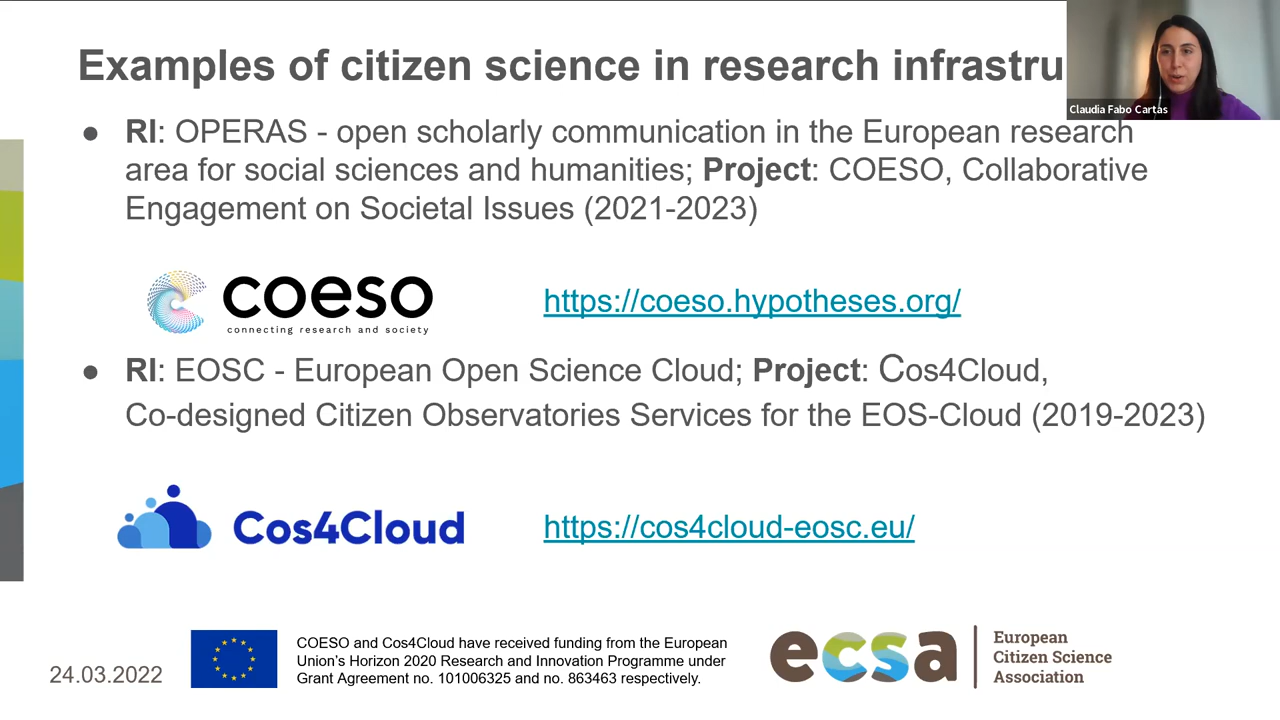 Examples of citizen science in research infrastru
Claudia Fabo Cartas
● RI: OPERAS - open scholarly communication in the European research
area for social sciences and humanities; Project: COESO, Collaborative
Engagement on Societal Issues (2021-2023)
coeso
connecting research and society
https://coeso.hypotheses.org/
● RI: EOSC - European Open Science Cloud; Project: Cos4Cloud,
Co-designed Citizen Observatories Services for the EOS-Cloud (2019-2023)
Cos4Cloud
https://cos4cloud-eosc.eu/
24.03.2022
COESO and Cos4Cloud have received funding from the European
Union's Horizon 2020 Research and Innovation Programme under
Grant Agreement no. 101006325 and no. 863463 respectively.
ecsa
European
Citizen Science
Association